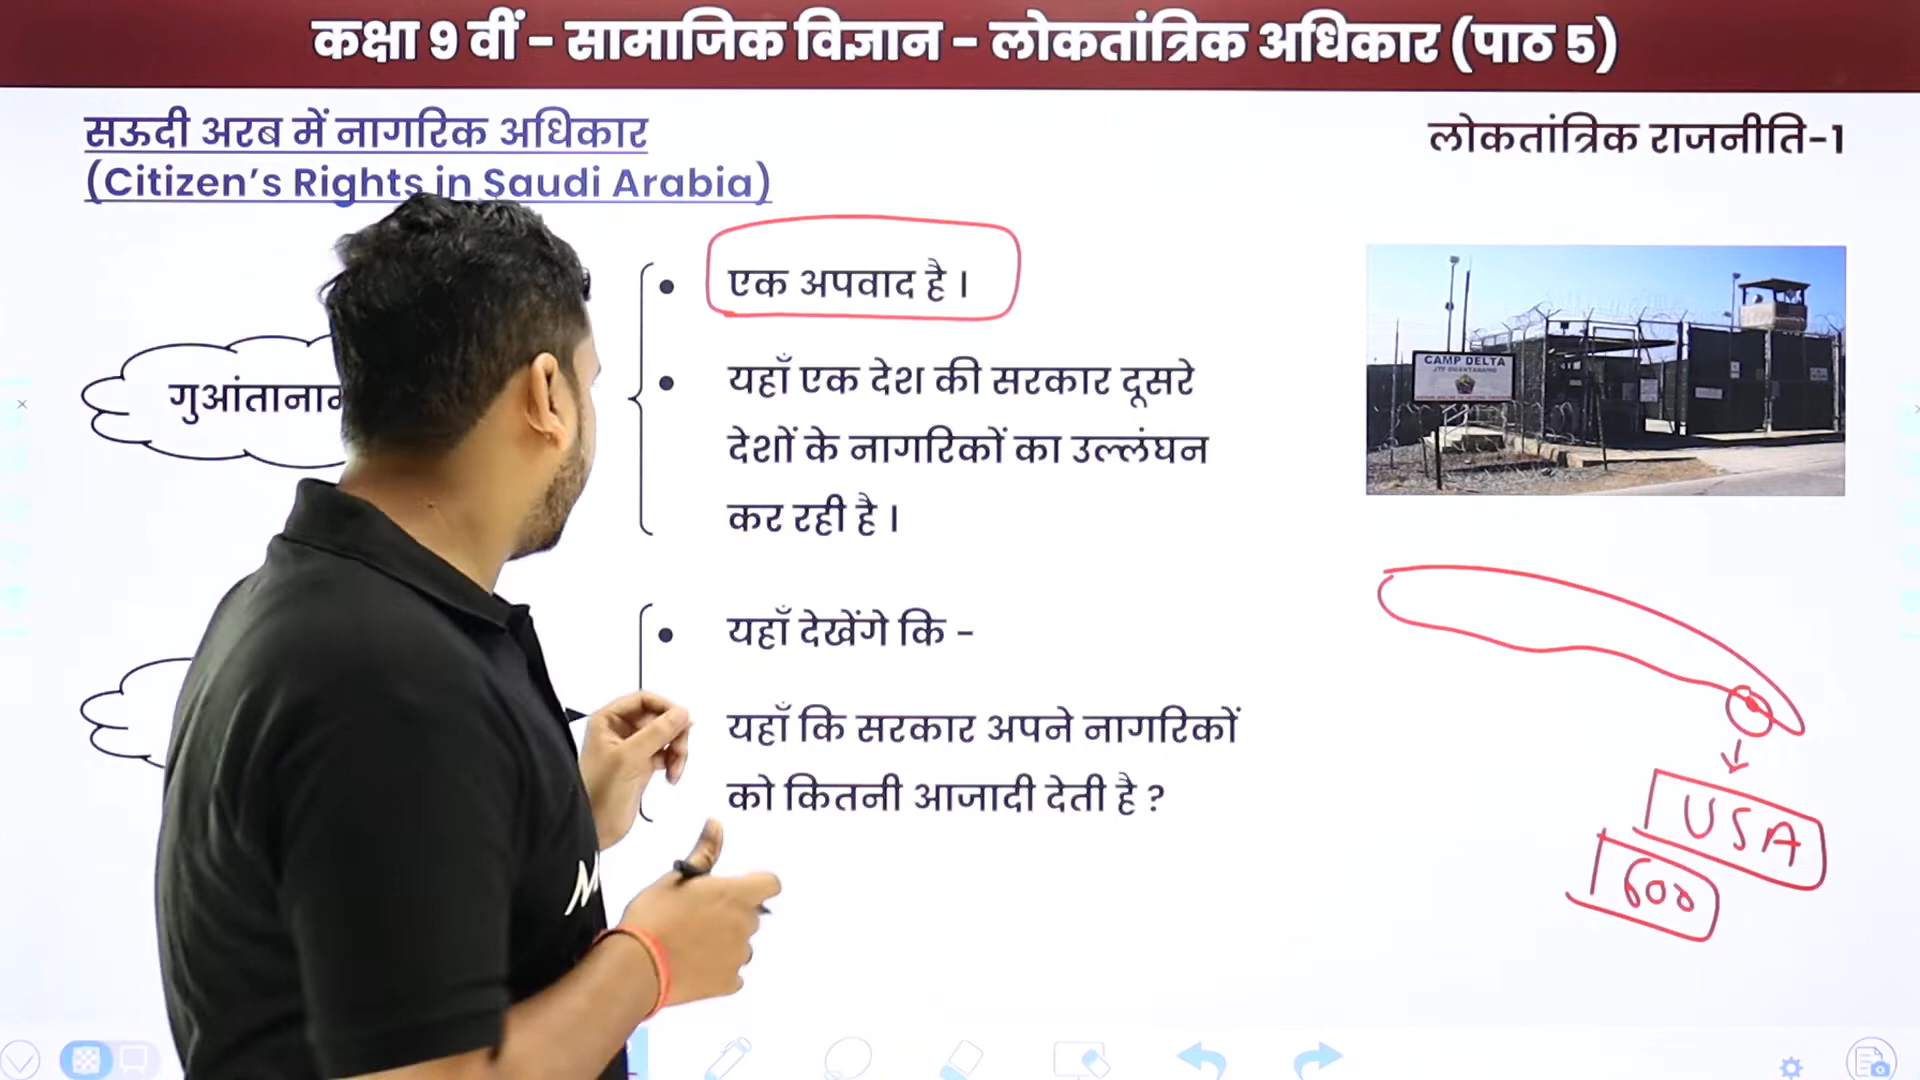 कक्षा 9 वीं - सामाजिक विज्ञान - लोकतांत्रिक अधिकार (पाठ 5)
सऊदी अरब में नागरिक अधिकार
(Citizen’s Rights in Saudi Arabia)
लोकतांत्रिक राजनीति-1
• एक अपवाद है ।
• यहाँ एक देश की सरकार दूसरे
देशों के नागरिकों का उल्लंघन
कर रही है ।
CAMP DELTA
JTF GUANTANAMO
• यहाँ देखेंगे कि -
यहाँ कि सरकार अपने नागरिकों
को कितनी आजादी देती है ?
USA
600